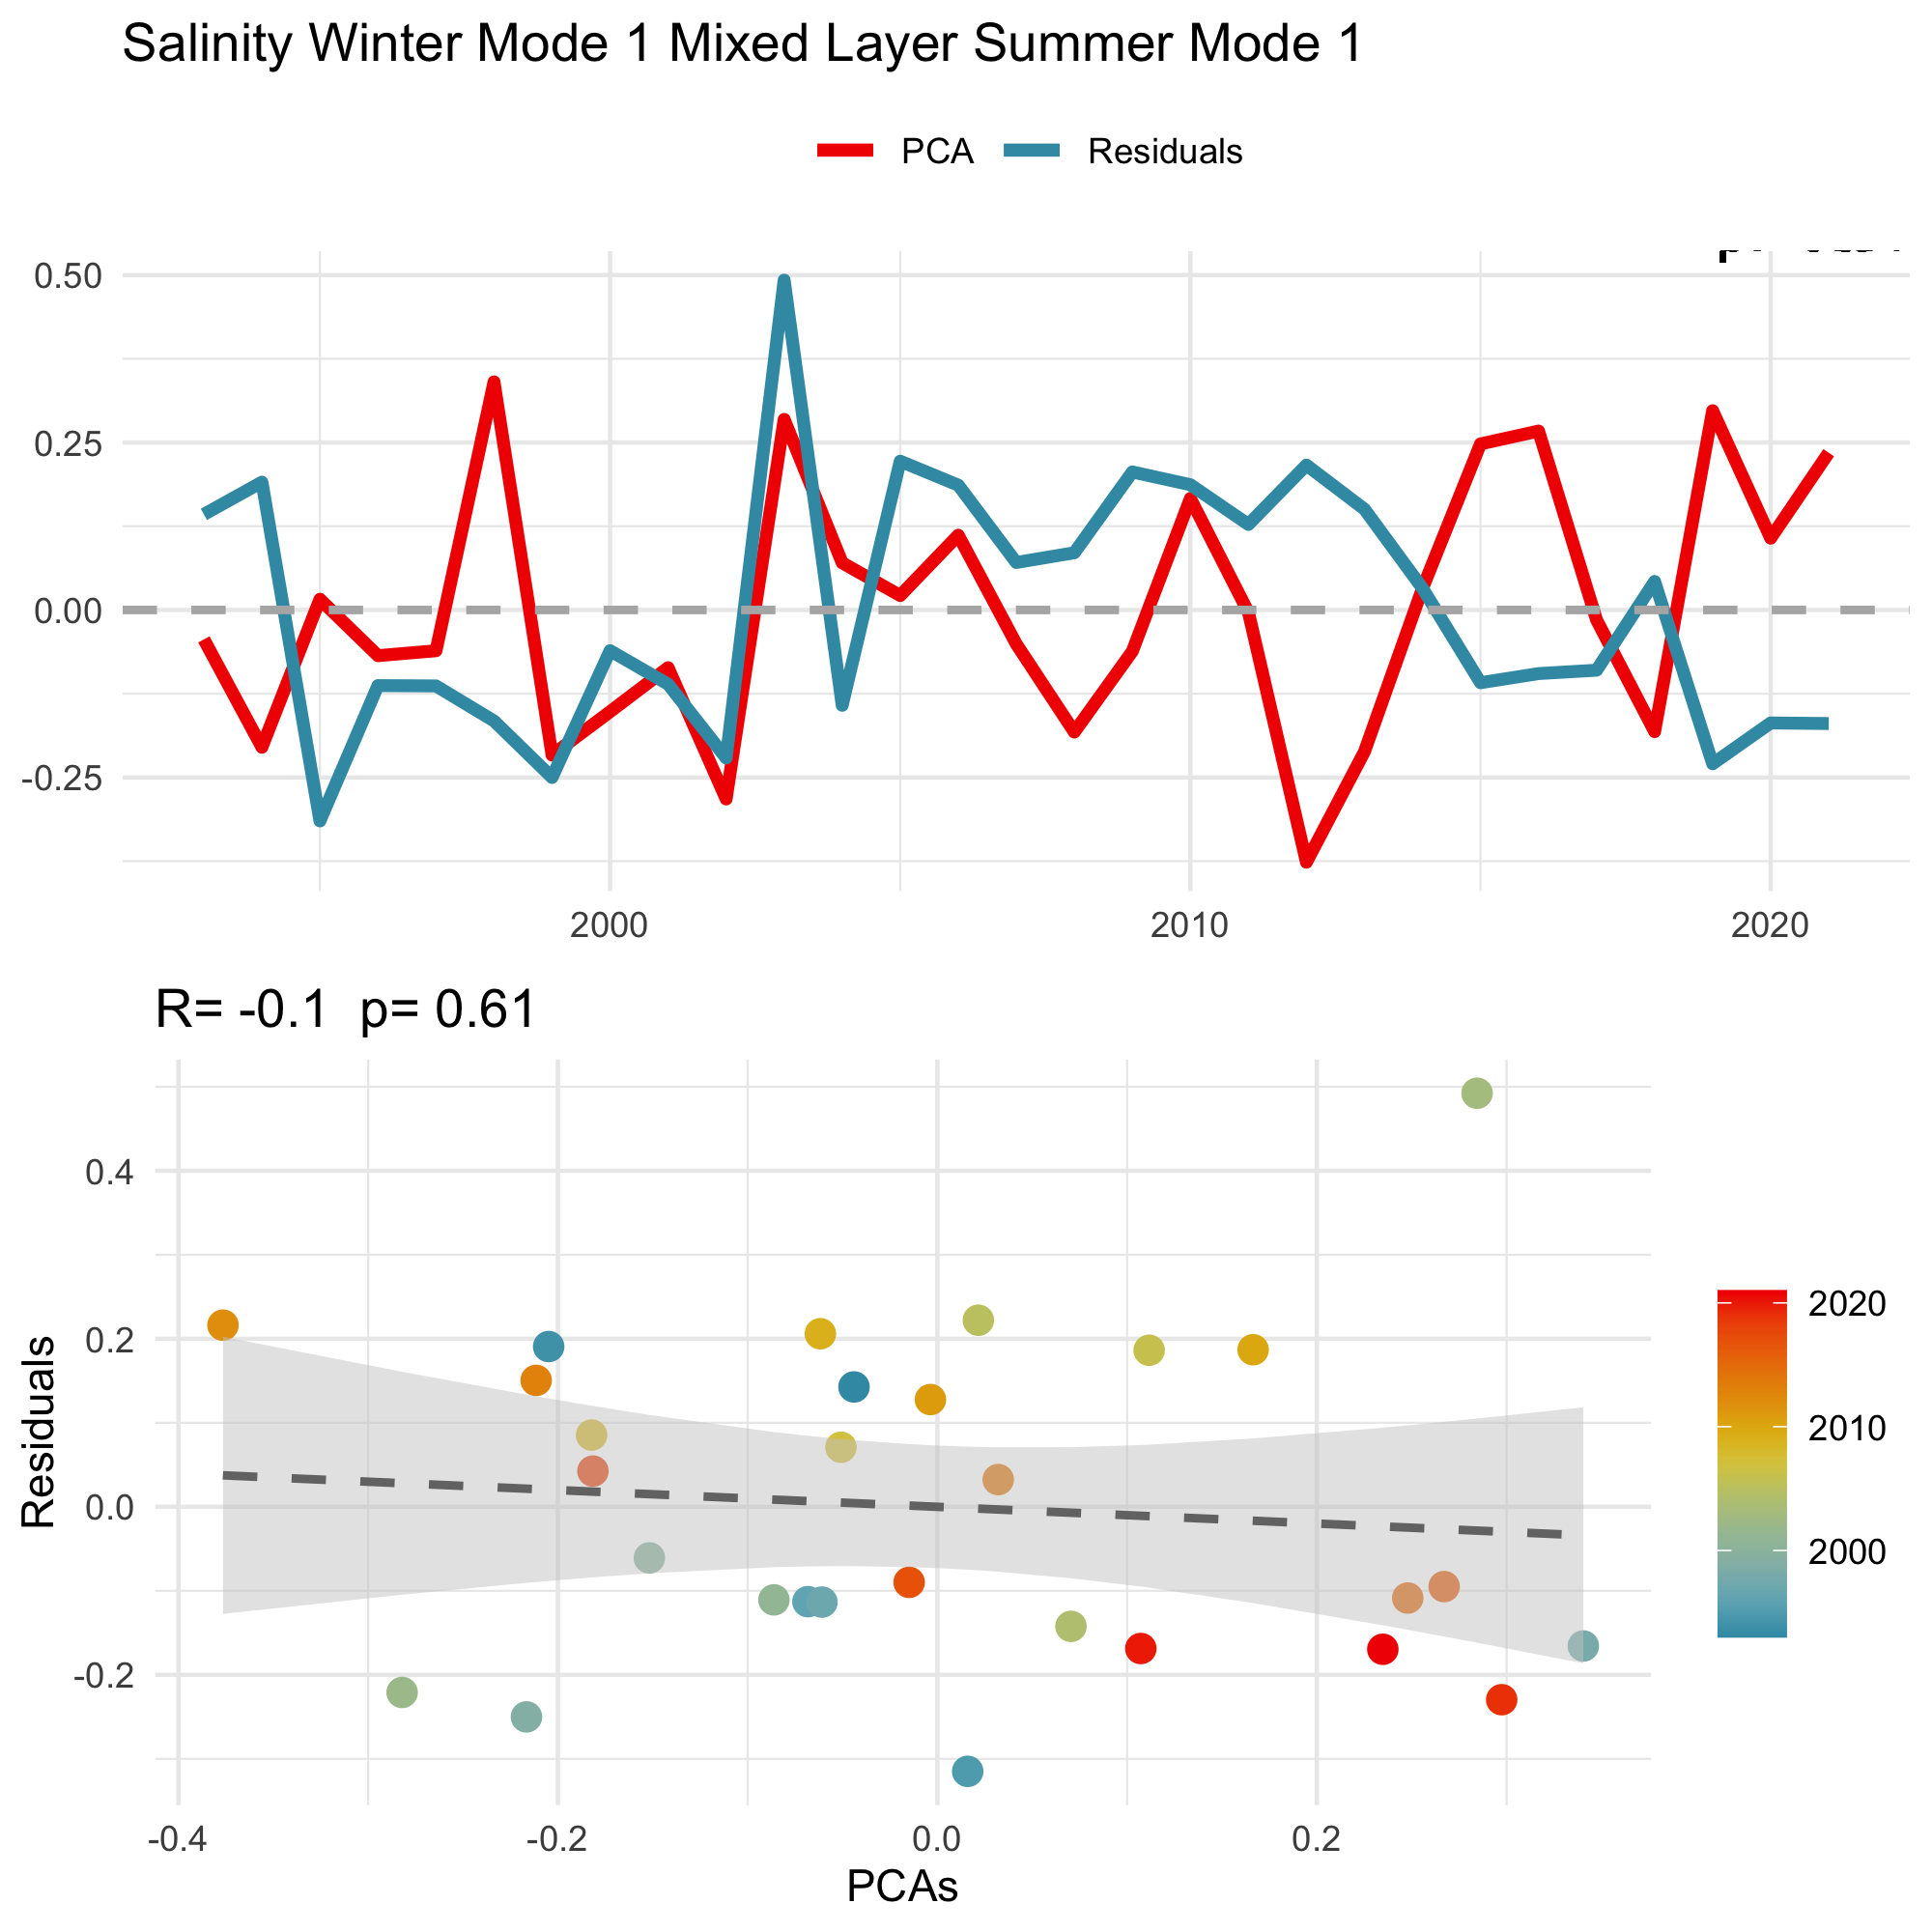 Salinity Winter Mode 1 Mixed Layer Summer Mode 1
PCA Residuals
0.50
0.25
0.00
-0.25
2000 2010 2020
R= -0.1 p= 0.61
Residuals
0.4
0.2
0.0
-0.2
-0.4 -0.2 0.0 0.2
PCAs
2020
2010
2000